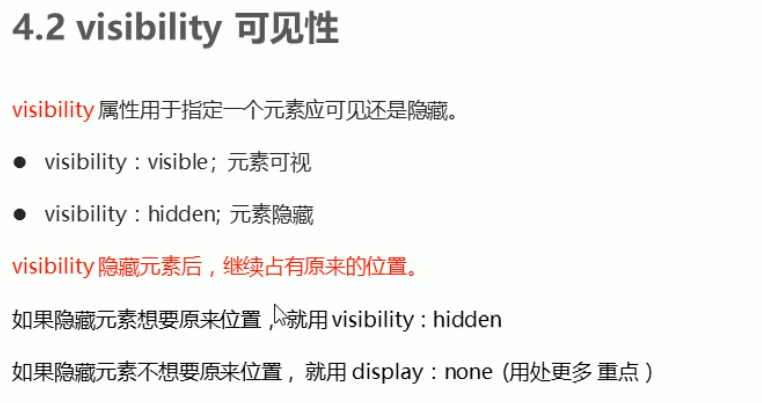 4.2 visibility 可见性
visibility 属性用于指定一个元素应可见还是隐藏。
● visibility：visible; 元素可视
● visibility：hidden; 元素隐藏
visibility 隐藏元素后，继续占有原来的位置。
如果隐藏元素想要原来位置，就用 visibility：hidden
如果隐藏元素不想要原来位置，就用 display：none (用处更多 重点）